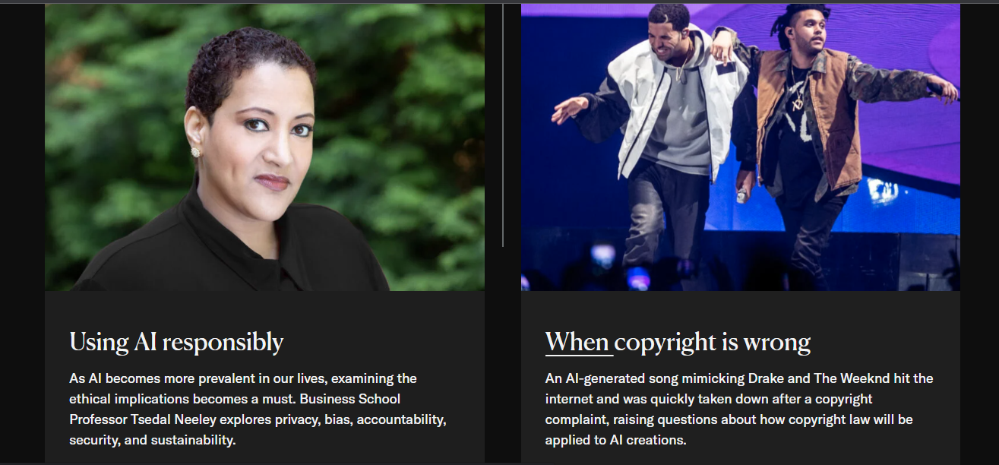 Using AI responsibly
As AI becomes more prevalent in our lives, examining the
ethical implications becomes a must. Business School
Professor Tsedal Neeley explores privacy, bias, accountability,
security, and sustainability.
When copyright is wrong
An AI-generated song mimicking Drake and The Weeknd hit the
internet and was quickly taken down after a copyright
complaint, raising questions about how copyright law will be
applied to AI creations.